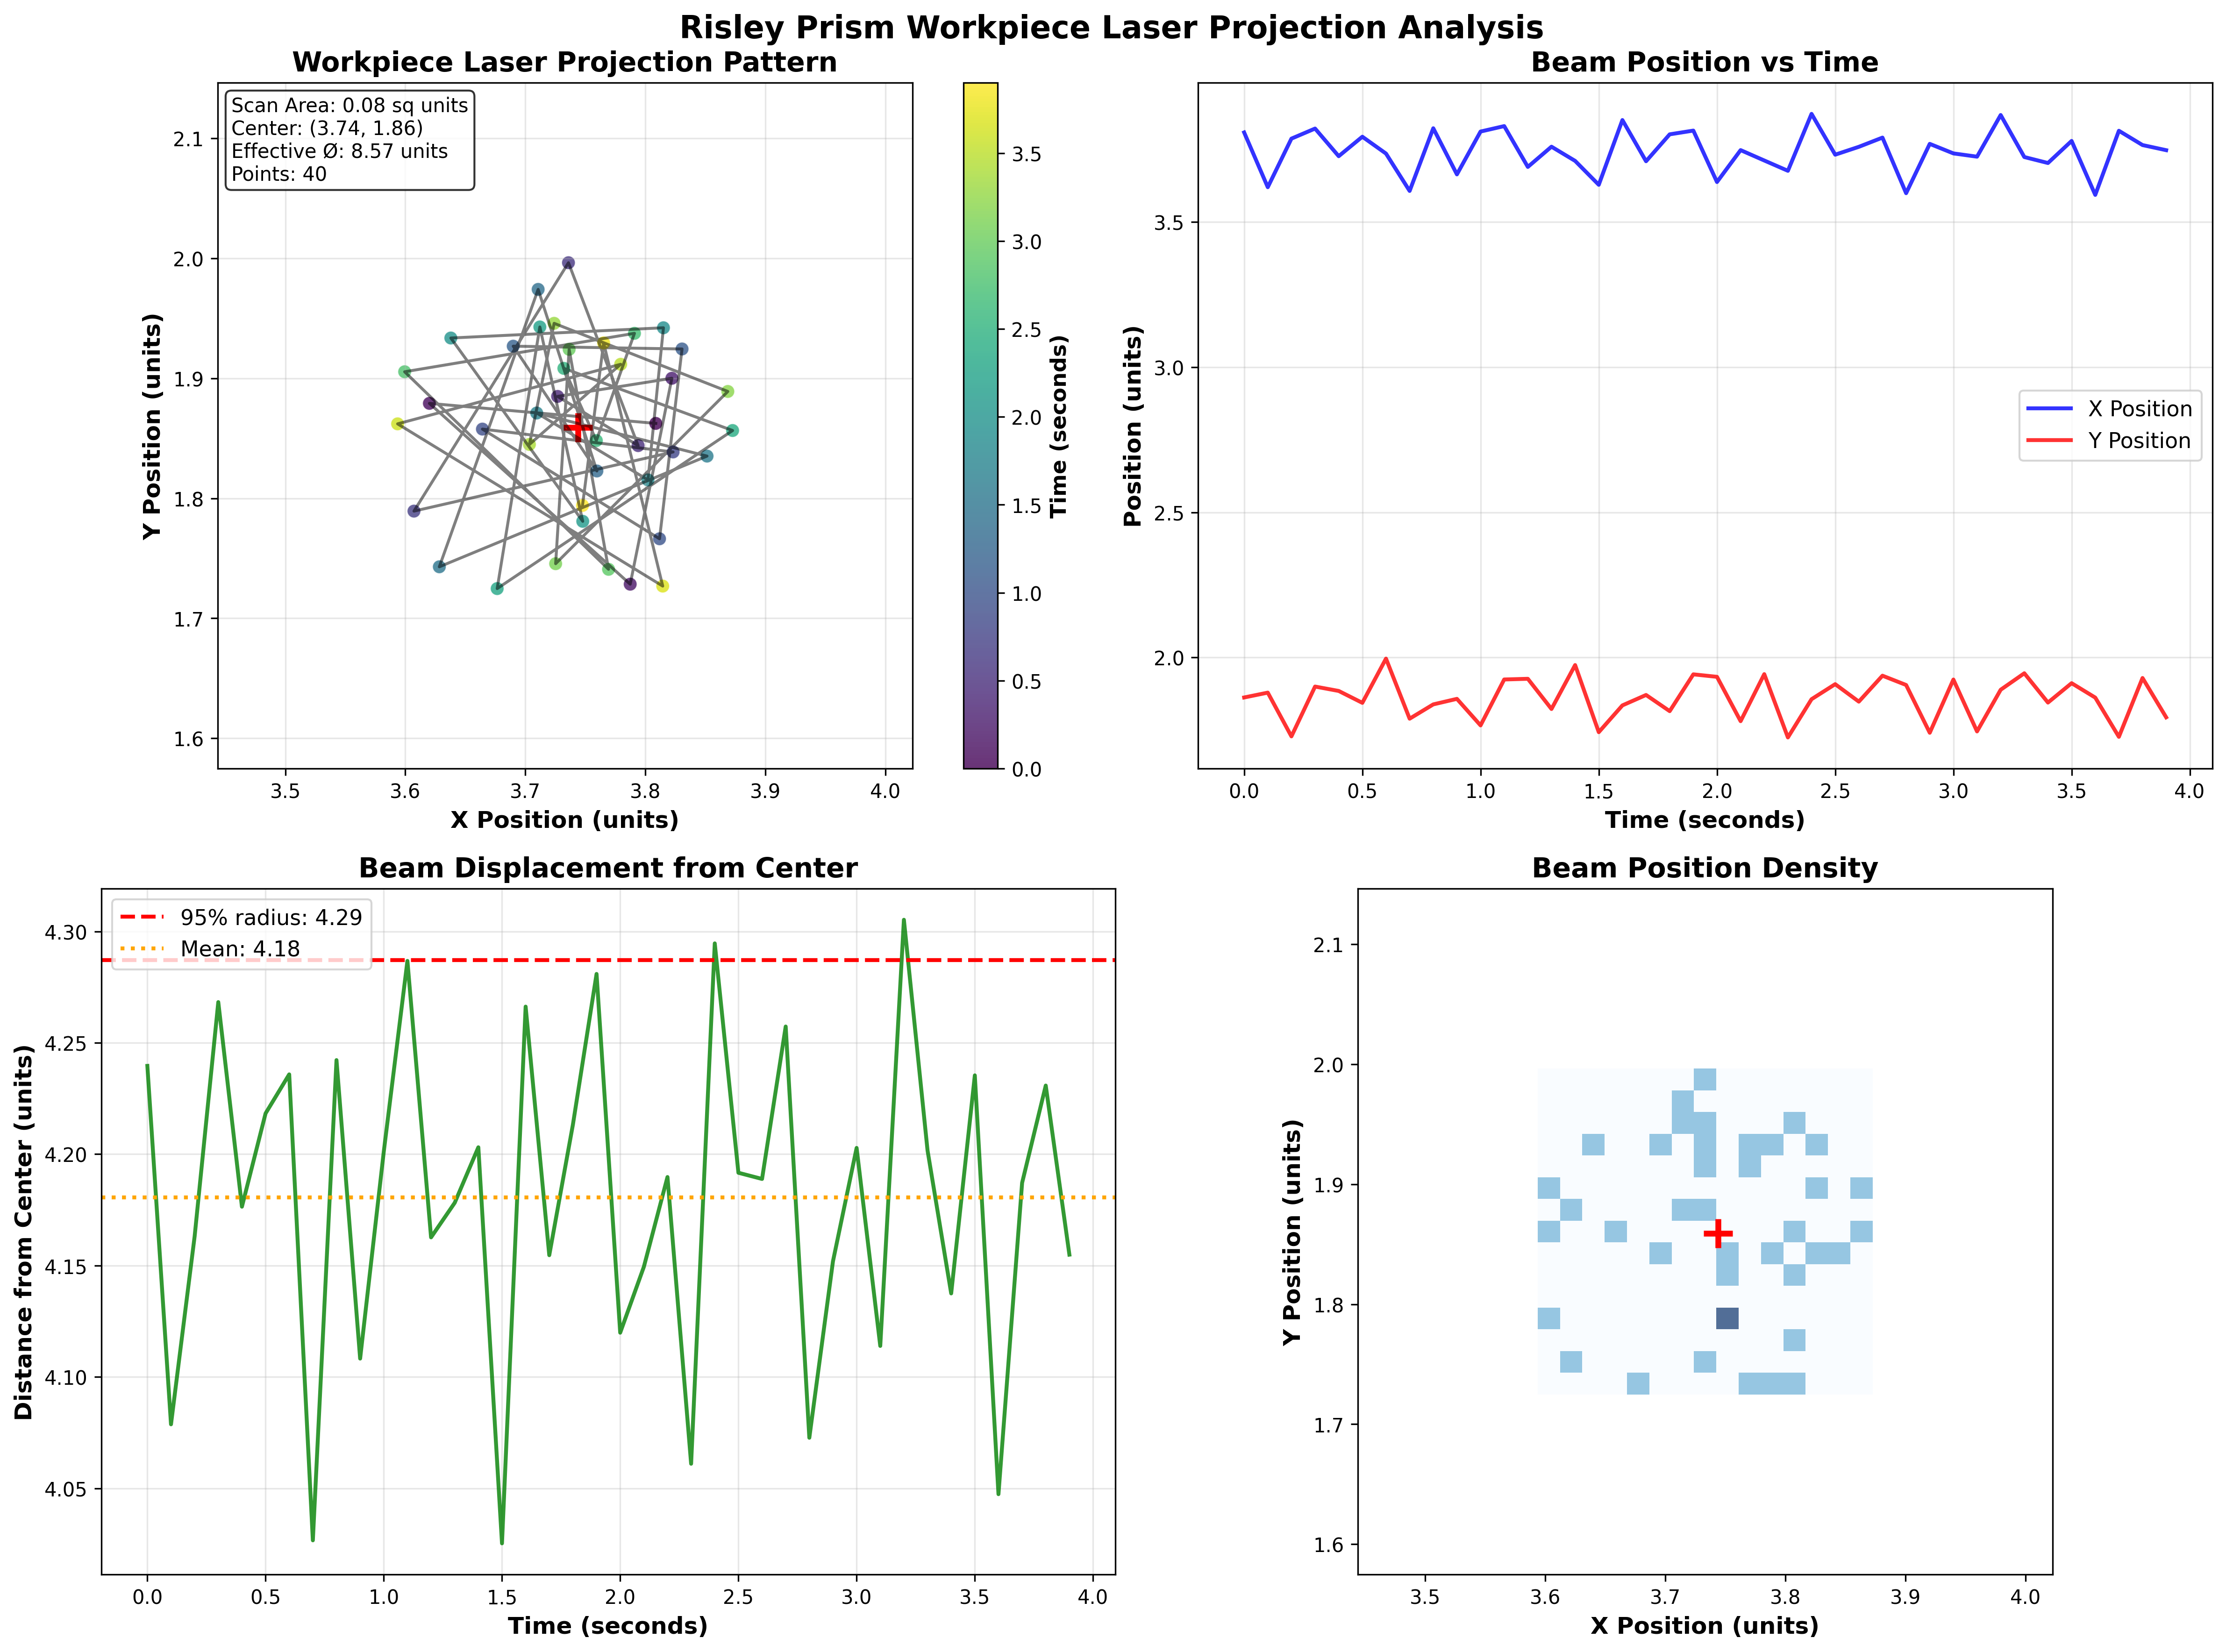 Risley Prism Workpiece Laser Projection Analysis
Workpiece Laser Projection Pattern
Scan Area: 0.08 sq units
Center: (3.74, 1.86)
Effective Ø: 8.57 units
Points: 40
2.1
2.0
1.9
1.8
1.7
1.6
Y Position (units)
3.5
3.6
3.7
3.8
3.9
4.0
X Position (units)
3.5
3.0
2.5
2.0
1.5
1.0
0.5
0.0
Time (seconds)
Beam Position vs Time
3.5
3.0
2.5
2.0
Position (units)
X Position
Y Position
0.0
0.5
1.0
1.5
2.0
2.5
3.0
3.5
4.0
Time (seconds)
Beam Displacement from Center
95% radius: 4.29
Mean: 4.18
4.30
4.25
4.20
4.15
4.10
4.05
Distance from Center (units)
0.0
0.5
1.0
1.5
2.0
2.5
3.0
3.5
4.0
Time (seconds)
Beam Position Density
2.1
2.0
1.9
1.8
1.7
1.6
Y Position (units)
3.5
3.6
3.7
3.8
3.9
4.0
X Position (units)